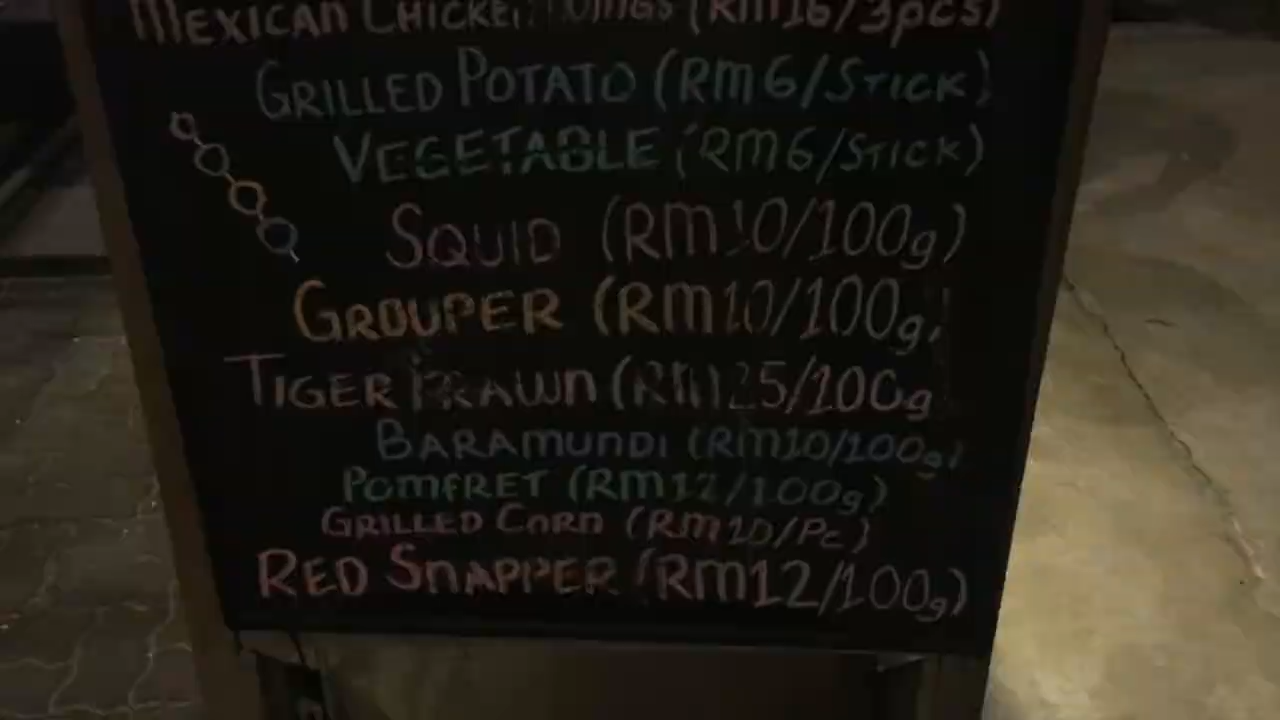 MEXICAN CHICKEN WINGS (RM16/3pcs)
GRILLED POTATO (RM6/STICK)
VEGETABLE (RM6/STICK)
SQUID (RM10/100g)
GROUPER (RM10/100g)
TIGER PRAWN (RM25/100g
BARAMUNDI (RM10/100g)
POMFRET (RM12/100g)
GRILLED CORN (RM10/PC)
RED SNAPPER (RM12/100g)